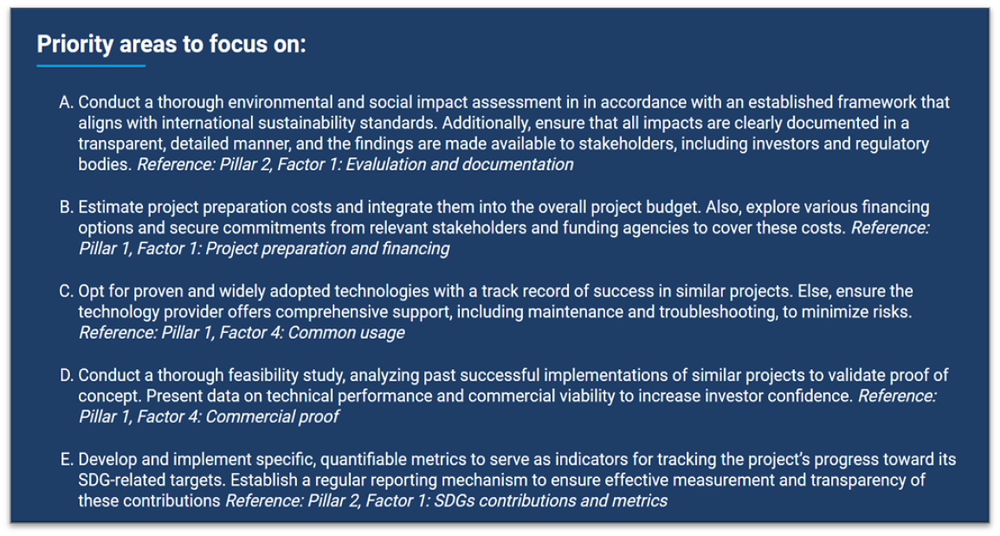 Priority areas to focus on:
A. Conduct a thorough environmental and social impact assessment in in accordance with an established framework that
aligns with international sustainability standards. Additionally, ensure that all impacts are clearly documented in a
transparent, detailed manner, and the findings are made available to stakeholders, including investors and regulatory
bodies. Reference: Pillar 2, Factor 1: Evalulation and documentation
B. Estimate project preparation costs and integrate them into the overall project budget. Also, explore various financing
options and secure commitments from relevant stakeholders and funding agencies to cover these costs. Reference:
Pillar 1, Factor 1: Project preparation and financing
C. Opt for proven and widely adopted technologies with a track record of success in similar projects. Else, ensure the
technology provider offers comprehensive support, including maintenance and troubleshooting, to minimize risks.
Reference: Pillar 1, Factor 4: Common usage
D. Conduct a thorough feasibility study, analyzing past successful implementations of similar projects to validate proof of
concept. Present data on technical performance and commercial viability to increase investor confidence. Reference:
Pillar 1, Factor 4: Commercial proof
E. Develop and implement specific, quantifiable metrics to serve as indicators for tracking the project's progress toward its
SDG-related targets. Establish a regular reporting mechanism to ensure effective measurement and transparency of
these contributions Reference: Pillar 2, Factor 1: SDGs contributions and metrics